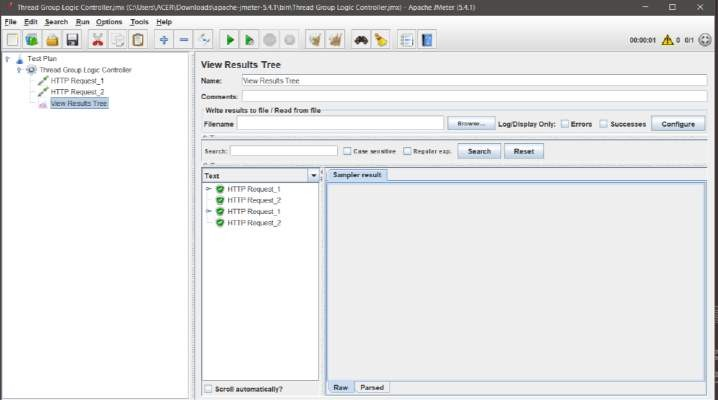 Thread Group Logic Controller.jmx (C:\Users\ACER\Downloads\apache-jmeter-5.4.1\bin\Thread Group Logic Controller.jmx) - Apache JMeter (5.4.1)
File Edit Search Run Options Tools Help
00:00:01 0 0/1
Test Plan
Thread Group Logic Controller
HTTP Request_1
HTTP Request_2
View Results Tree
View Results Tree
Name: View Results Tree
Comments:
Write results to file / Read from file
Filename Browse... Log/Display Only: Errors Successes Configure
Search: Case sensitive Regular exp. Search Reset
Text
Sampler result
HTTP Request_1
HTTP Request_2
HTTP Request_1
HTTP Request_2
Scroll automatically?
Raw Parsed